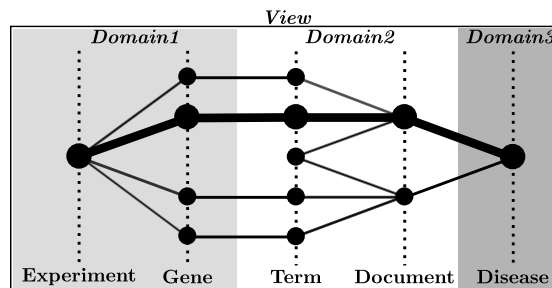 View
Domain1 Domain2 Domain3
Experiment Gene Term Document Disease